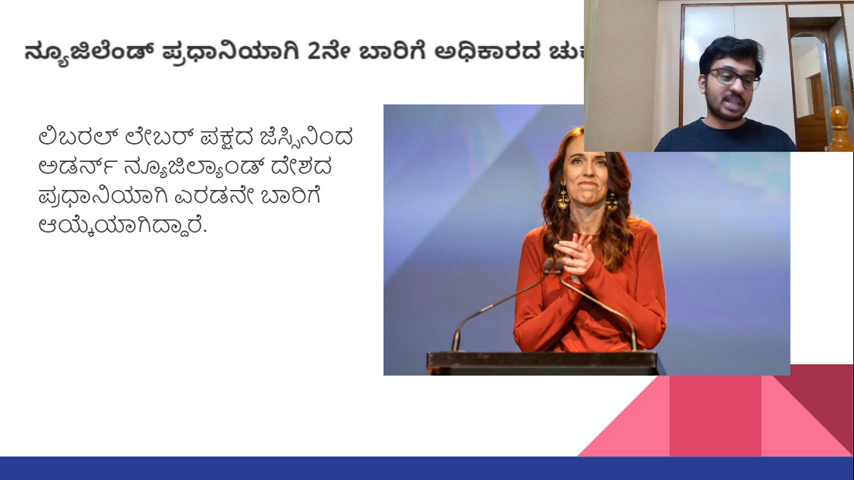 ನ್ಯೂಜಿಲೆಂಡ್ ಪ್ರಧಾನಿಯಾಗಿ 2ನೇ ಬಾರಿಗೆ ಅಧಿಕಾರದ
ಲಿಬರಲ್ ಲೇಬರ್ ಪಕ್ಷದ ಜೆಸ್ಸಿನಿಂದ
ಅಡರ್ನ್ ನ್ಯೂಜಿಲ್ಯಾಂಡ್ ದೇಶದ
ಪ್ರಧಾನಿಯಾಗಿ ಎರಡನೇ ಬಾರಿಗೆ
ಆಯ್ಕೆಯಾಗಿದ್ದಾರೆ.